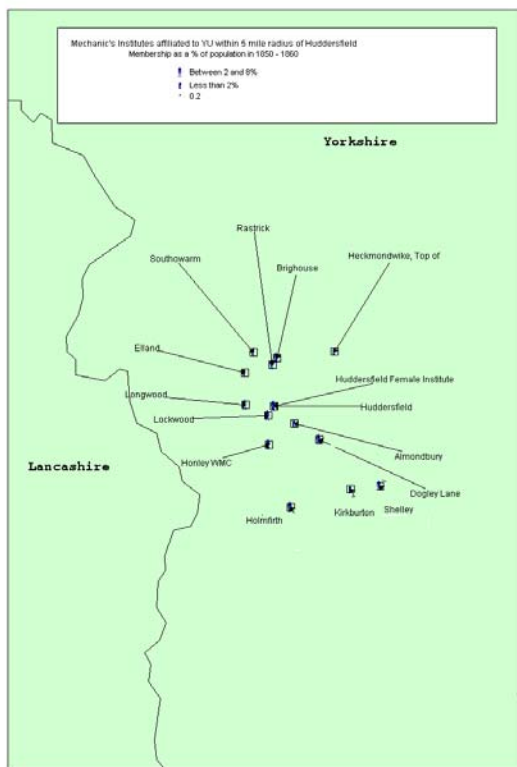 Mechanic's Institutes affiliated to YU within 5 mile radius of Huddersfield
Membership as a % of population in 1850 - 1860
Between 2 and 8%
Less than 2%
0.2
Yorkshire
Rastrick
Southowarm
Brighouse
Heckmondwike, Top of
Elland
Huddersfield Female Institute
Longwood
Huddersfield
Lockwood
Almondbury
Honley WMC
Lancashire
Dogley Lane
Kirkburton
Shelley
Holmfirth